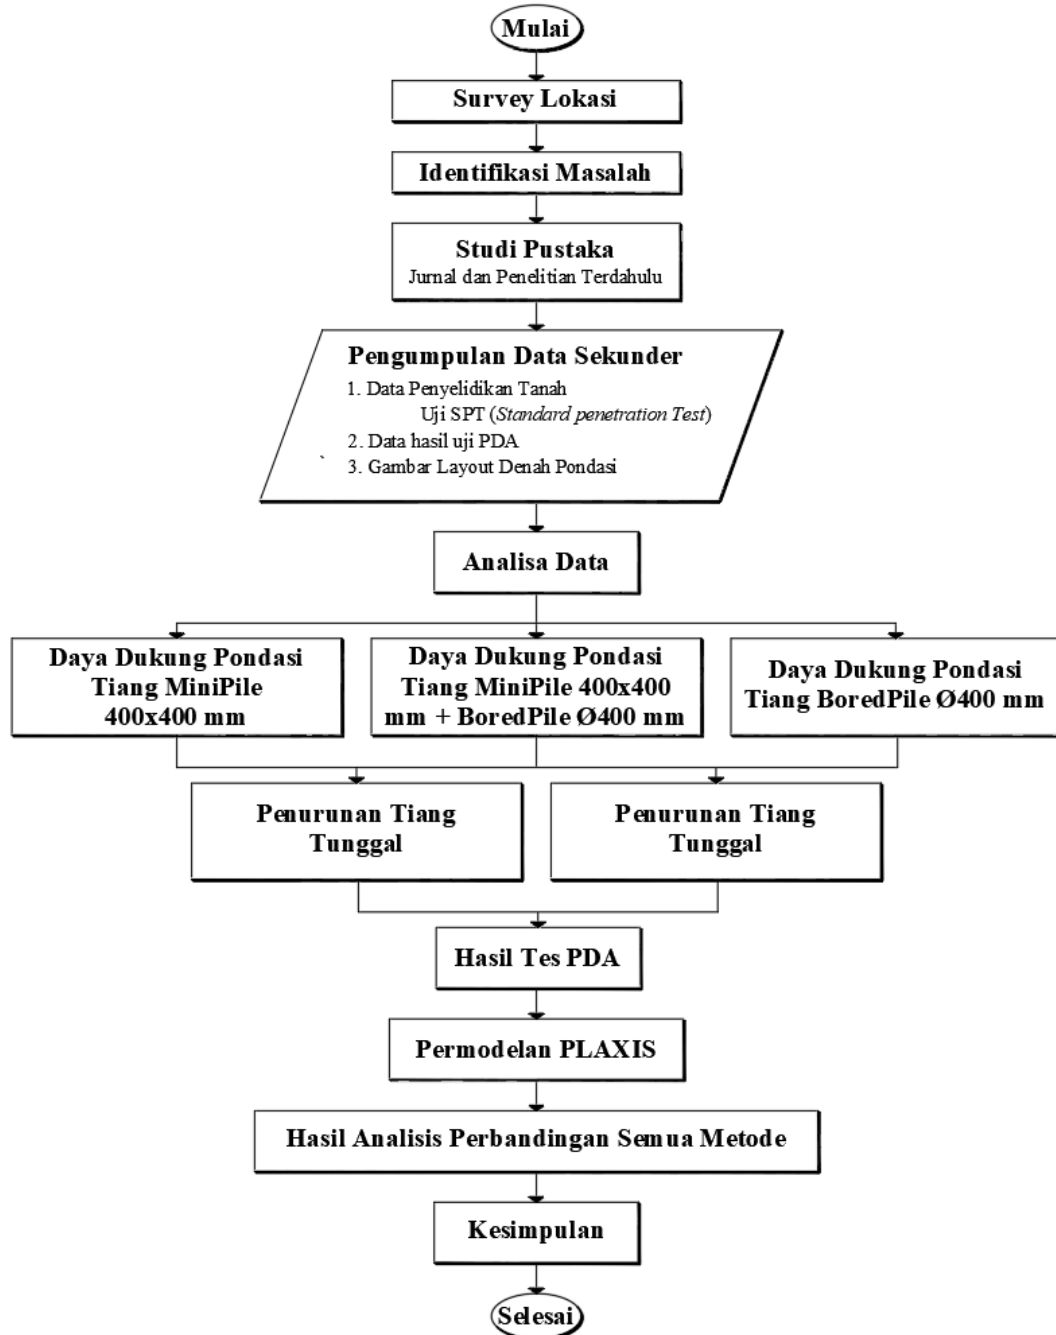 Mulai
Survey Lokasi
Identifikasi Masalah
Studi Pustaka
Jurnal dan Penelitian Terdahulu
Pengumpulan Data Sekunder
1. Data Penyelidikan Tanah
Uji SPT (Standard penetration Test)
2. Data hasil uji PDA
` 3. Gambar Layout Denah Pondasi
Analisa Data
Daya Dukung Pondasi
Tiang MiniPile
400x400 mm
Daya Dukung Pondasi
Tiang MiniPile 400x400
mm + BoredPile Ø400 mm
Daya Dukung Pondasi
Tiang BoredPile Ø400 mm
Penurunan Tiang
Tunggal
Penurunan Tiang
Tunggal
Hasil Tes PDA
Permodelan PLAXIS
Hasil Analisis Perbandingan Semua Metode
Kesimpulan
Selesai